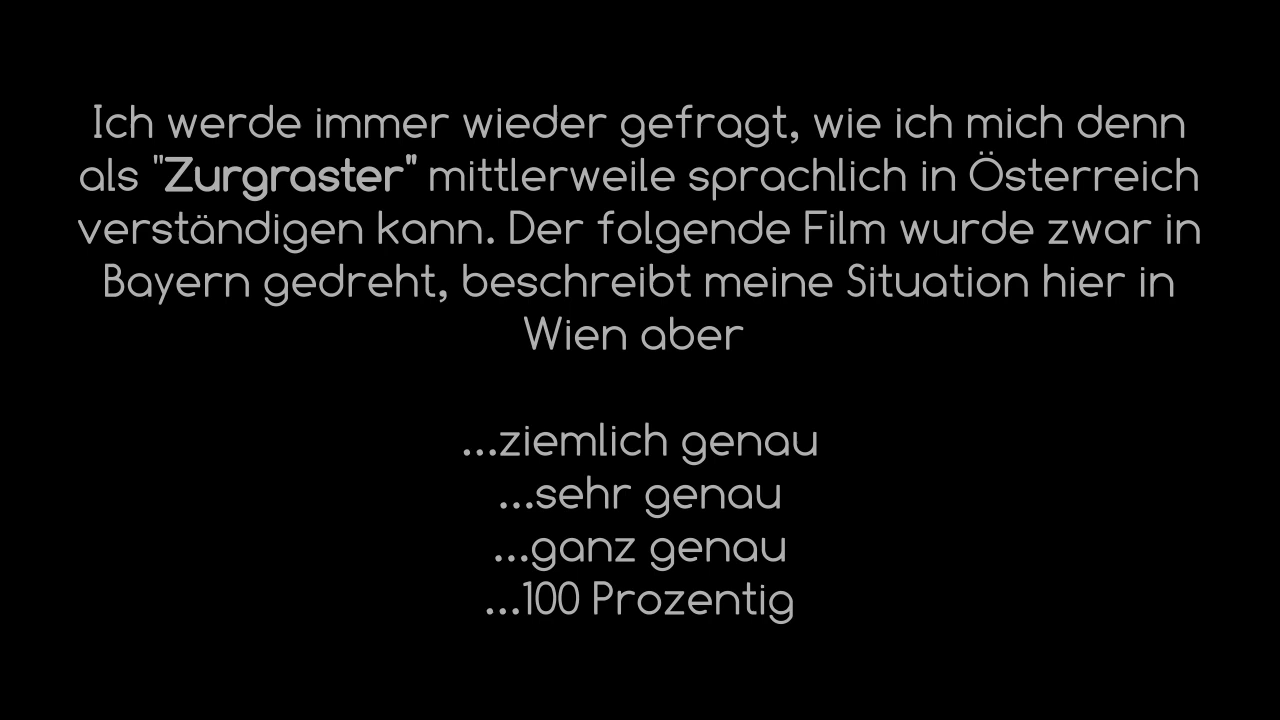 Ich werde immer wieder gefragt, wie ich mich denn
als "Zurgraster" mittlerweile sprachlich in Österreich
verständigen kann. Der folgende Film wurde zwar in
Bayern gedreht, beschreibt meine Situation hier in
Wien aber
...ziemlich genau
...sehr genau
...ganz genau
...100 Prozentig